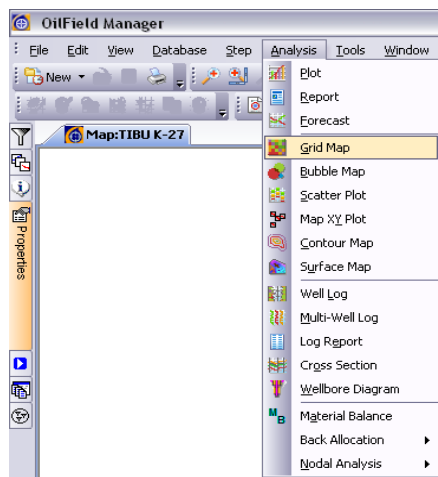 OilField Manager
File Edit View Database Step Analysis Tools Window
New
Map:TIBU K-27
Properties
Plot
Report
Forecast
Grid Map
Bubble Map
Scatter Plot
Map XY Plot
Contour Map
Surface Map
Well Log
Multi-Well Log
Log Report
Cross Section
Wellbore Diagram
MB Material Balance
Back Allocation
Nodal Analysis